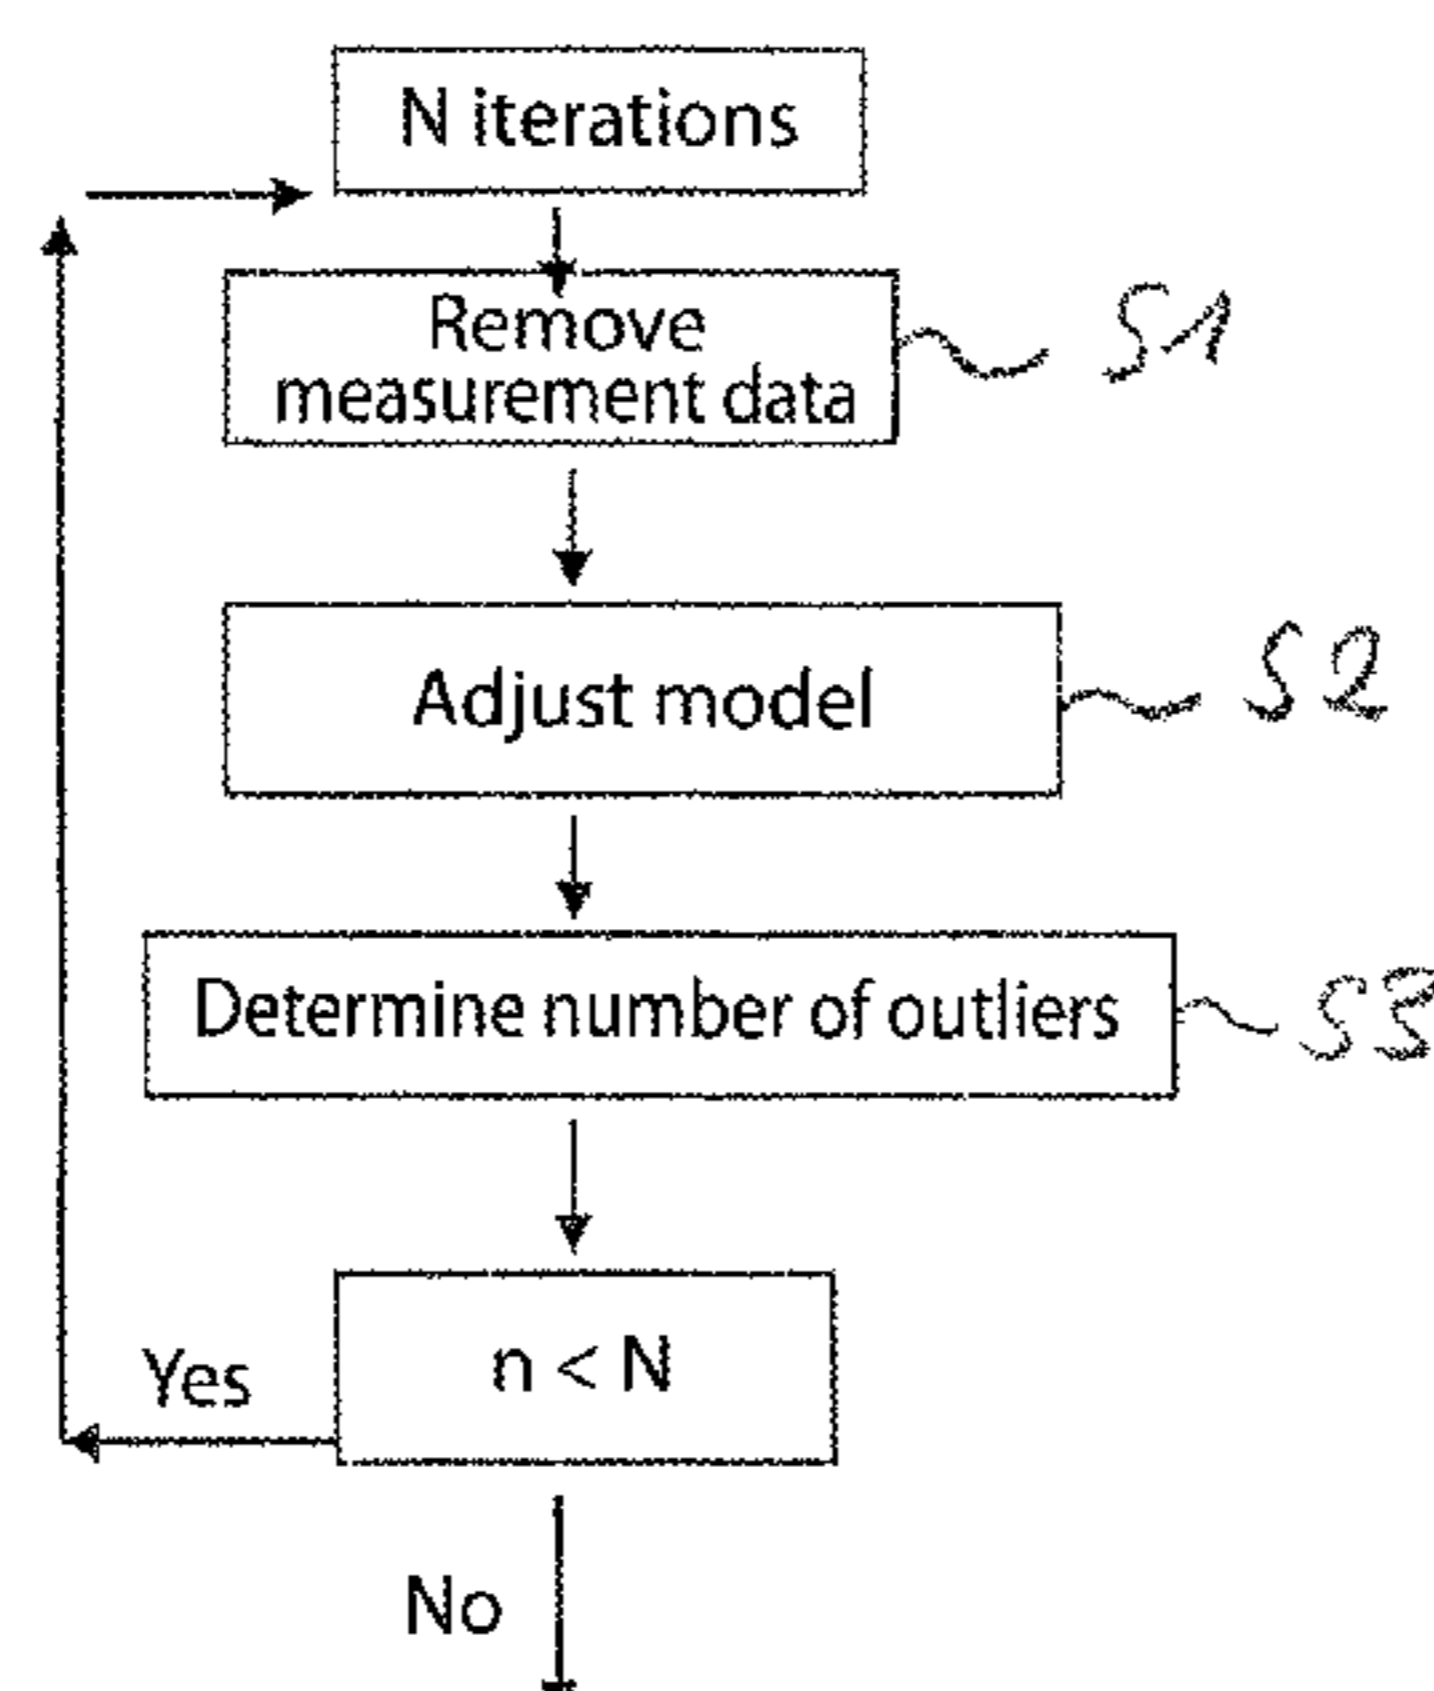 N iterations
Remove
measurement data
S1
Adjust model
S2
Determine number of outliers
S3
n < N
Yes
No